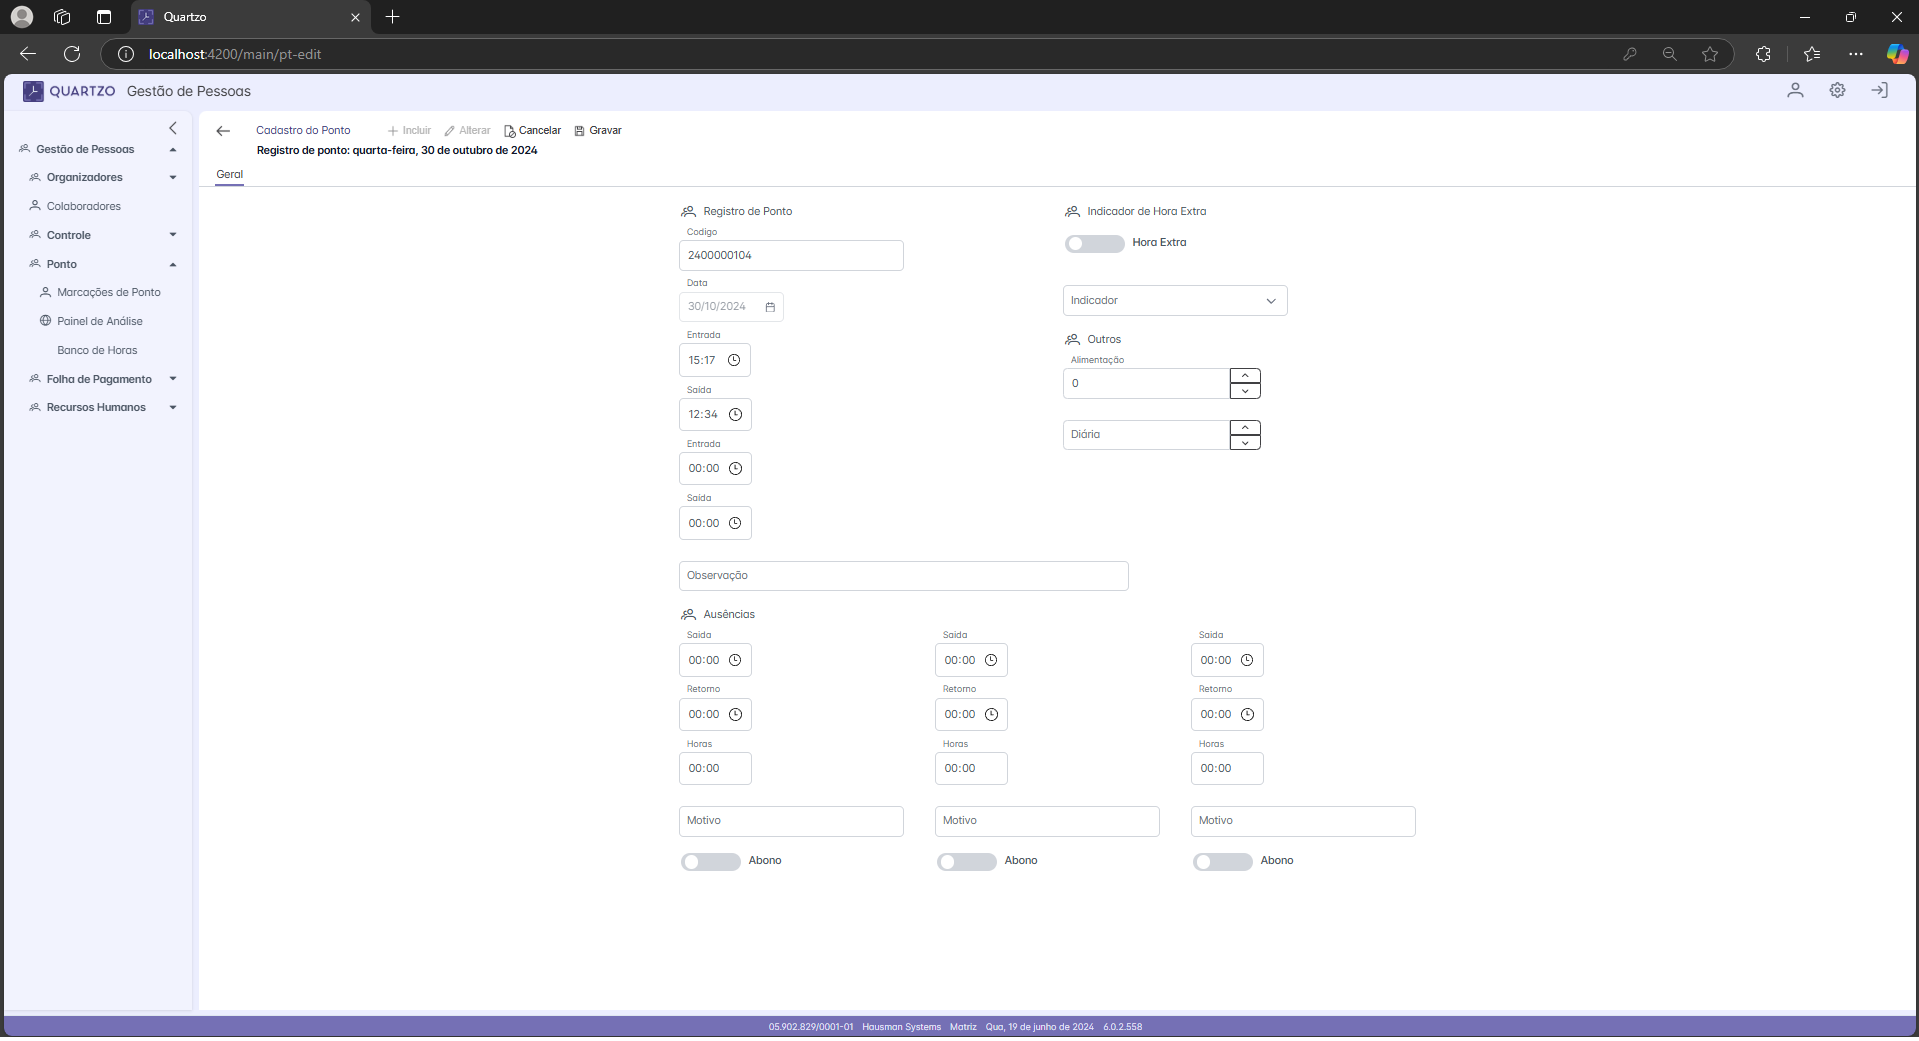 Quartzo
localhost:4200/main/pt-edit
QUARTZO Gestão de Pessoas
Gestão de Pessoas
Organizadores
Colaboradores
Controle
Ponto
Marcações de Ponto
Painel de Análise
Banco de Horas
Folha de Pagamento
Recursos Humanos
Cadastro do Ponto Incluir Alterar Cancelar Gravar
Registro de ponto: quarta-feira, 30 de outubro de 2024
Geral
Registro de Ponto
Codigo
2400000104
Data
30/10/2024
Entrada
15:17
Saída
12:34
Entrada
00:00
Saída
00:00
Indicador de Hora Extra
Hora Extra
Indicador
Outros
Alimentação
0
Diária
Observação
Ausências
Saida Saida Saida
00:00 00:00 00:00
Retorno Retorno Retorno
00:00 00:00 00:00
Horas Horas Horas
00:00 00:00 00:00
Motivo Motivo Motivo
Abono Abono Abono
05.902.829/0001-01 Hausman Systems Matriz Qua, 19 de junho de 2024 6.0.2.558